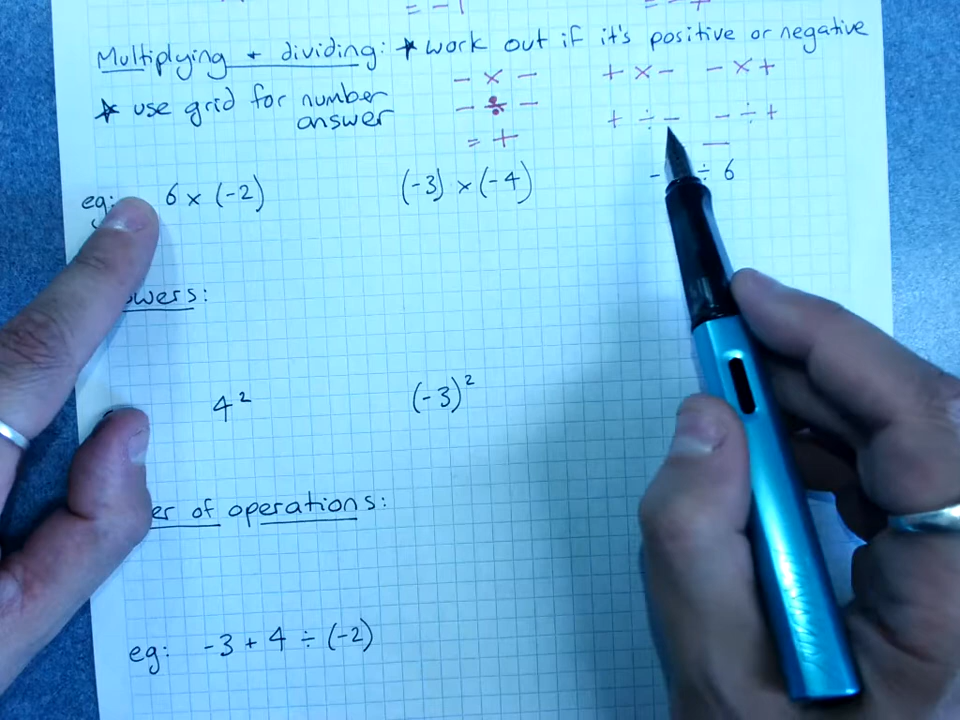 = -1
Multiplying + dividing: * work out if it's positive or negative
* use grid for number answer
- × -
- ÷ -
= +
+ × - - × +
+ ÷ - - ÷ +
-
eg: 6 × (-2) (-3) × (-4) - ÷ 6
owers:
4²
(-3)²
er of operations:
eg: -3 + 4 ÷ (-2)